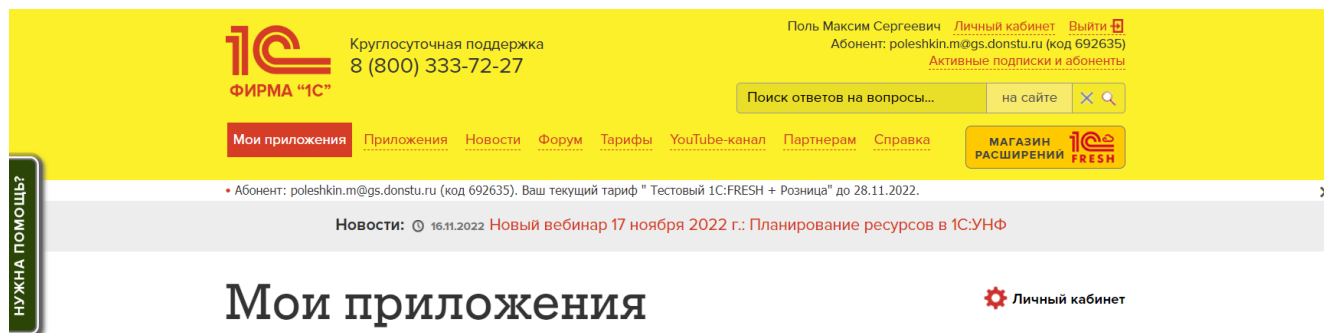 1С
ФИРМА “1С”
Круглосуточная поддержка
8 (800) 333-72-27
Поль Максим Сергеевич Личный кабинет Выйти
Абонент: poleshkin.m@gs.donstu.ru (код 692635)
Активные подписки и абоненты
Поиск ответов на вопросы... на сайте
Мои приложения Приложения Новости Форум Тарифы YouTube-канал Партнерам Справка
МАГАЗИН РАСШИРЕНИЙ 1С FRESH
• Абонент: poleshkin.m@gs.donstu.ru (код 692635). Ваш текущий тариф " Тестовый 1C:FRESH + Розница" до 28.11.2022.
Новости: 16.11.2022 Новый вебинар 17 ноября 2022 г.: Планирование ресурсов в 1С:УНФ
НУЖНА ПОМОЩЬ?
Мои приложения
Личный кабинет